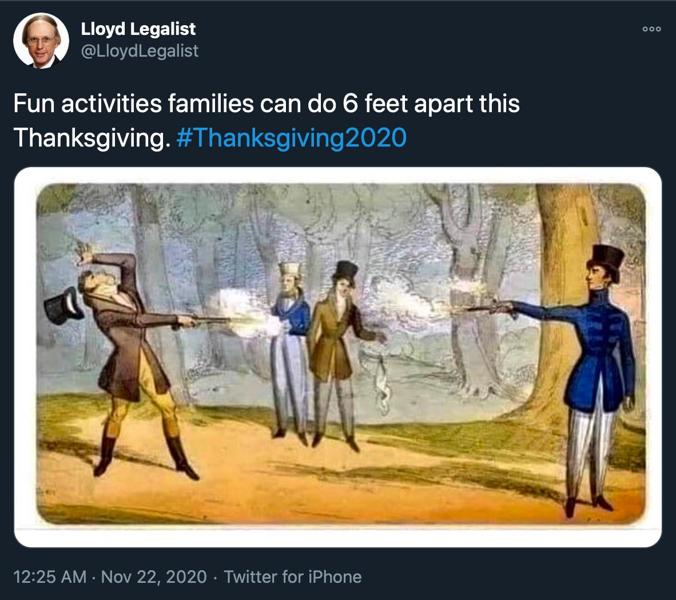 Lloyd Legalist
@LloydLegalist
Fun activities families can do 6 feet apart this
Thanksgiving. #Thanksgiving2020
12:25 AM · Nov 22, 2020 · Twitter for iPhone